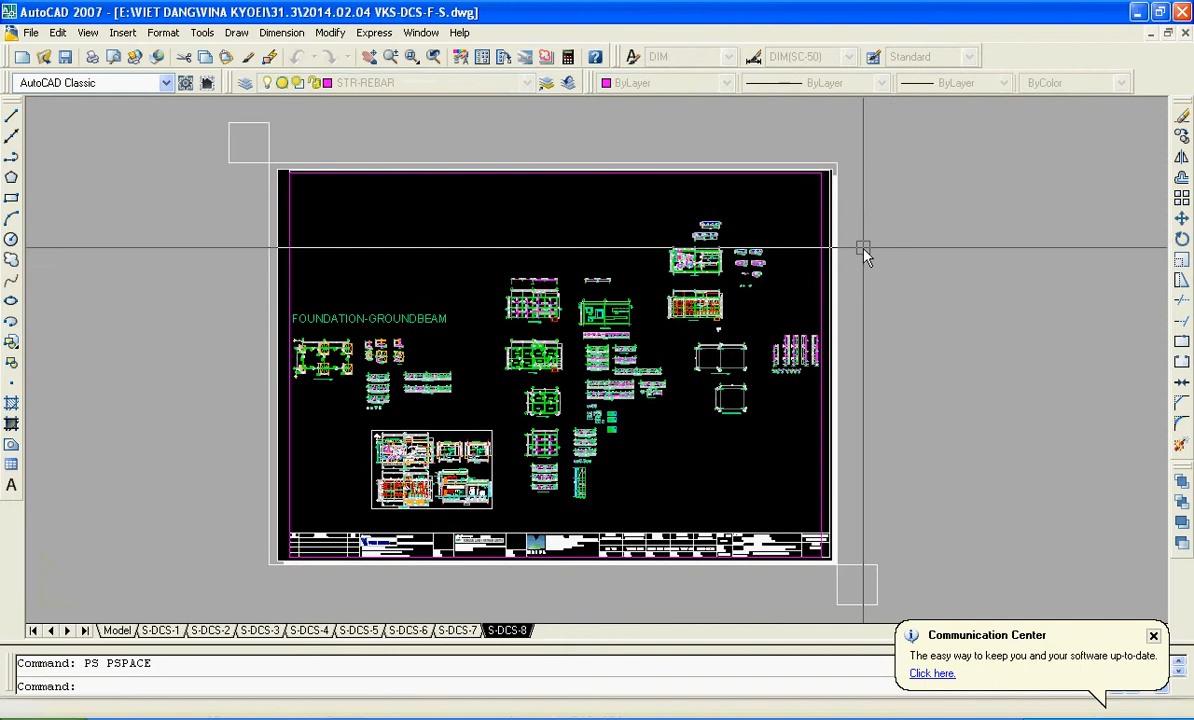 AutoCAD 2007 - [E:\VIET DANG\WINA KYOEI\31.3\2014.02.04 VKS-DCS-F-S.dwg]
File Edit View Insert Format Tools Draw Dimension Modify Express Window Help
DIM DIM(SC-50) Standard
AutoCAD Classic STR-REBAR ByLayer ByLayer ByLayer ByColor
FOUNDATION-GROUNDBEAM
Model S-DCS-1 S-DCS-2 S-DCS-3 S-DCS-4 S-DCS-5 S-DCS-6 S-DCS-7 S-DCS-8
Command: PS PSPACE
Command:
Communication Center
The easy way to keep you and your software up-to-date.
Click here.